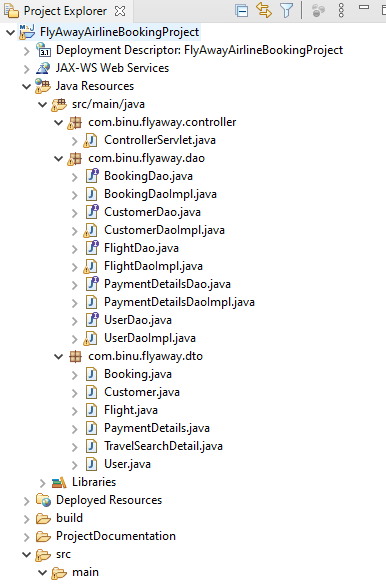 Project Explorer
FlyAwayAirlineBookingProject
Deployment Descriptor: FlyAwayAirlineBookingProject
JAX-WS Web Services
Java Resources
src/main/java
com.binu.flyaway.controller
ControllerServlet.java
com.binu.flyaway.dao
BookingDao.java
BookingDaoImpl.java
CustomerDao.java
CustomerDaoImpl.java
FlightDao.java
FlightDaoImpl.java
PaymentDetailsDao.java
PaymentDetailsDaoImpl.java
UserDao.java
UserDaoImpl.java
com.binu.flyaway.dto
Booking.java
Customer.java
Flight.java
PaymentDetails.java
TravelSearchDetail.java
User.java
Libraries
Deployed Resources
build
ProjectDocumentation
src
main